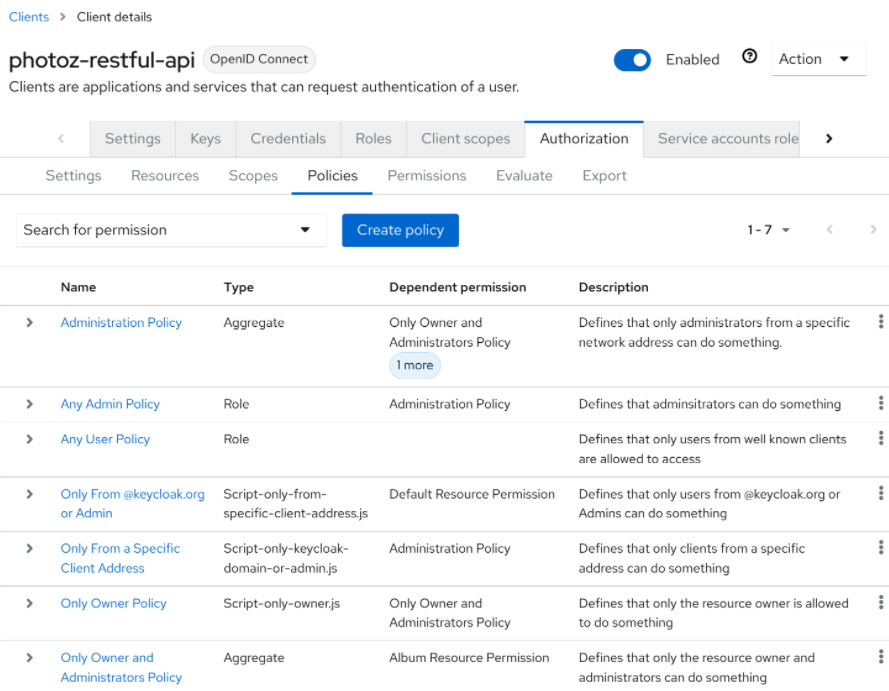 Clients > Client details
photoz-restful-api OpenID Connect Enabled Action
Clients are applications and services that can request authentication of a user.
Settings Keys Credentials Roles Client scopes Authorization Service accounts role
Settings Resources Scopes Policies Permissions Evaluate Export
Search for permission Create policy 1 - 7
Name Type Dependent permission Description
Administration Policy Aggregate Only Owner and Defines that only administrators from a specific
Administrators Policy network address can do something.
1 more
Any Admin Policy Role Administration Policy Defines that adminsitrators can do something
Any User Policy Role Defines that only users from well known clients
are allowed to access
Only From @keycloak.org Script-only-from- Default Resource Permission Defines that only users from @keycloak.org or
or Admin specific-client-address.js Admins can do something
Only From a Specific Script-only-keycloak- Administration Policy Defines that only clients from a specific
Client Address domain-or-admin.js address can do something
Only Owner Policy Script-only-owner.js Only Owner and Defines that only the resource owner is allowed
Administrators Policy to do something
Only Owner and Aggregate Album Resource Permission Defines that only the resource owner and
Administrators Policy administrators can do something